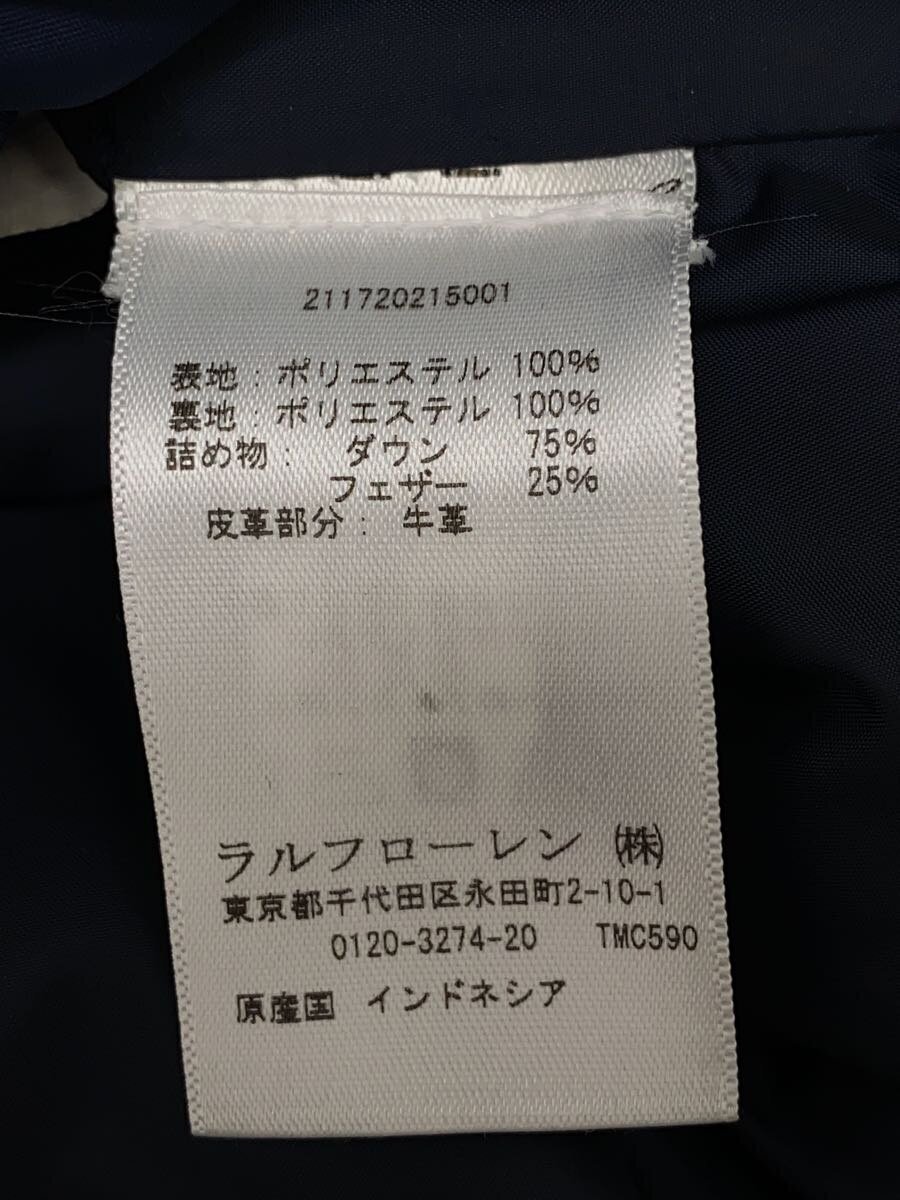 211720215001
表地：ポリエステル 100%
裏地：ポリエステル 100%
詰め物： ダウン 75%
フェザー 25%
皮革部分： 牛革
ラルフローレン ㈱
東京都千代田区永田町2-10-1
0120-3274-20 TMC590
原産国 インドネシア